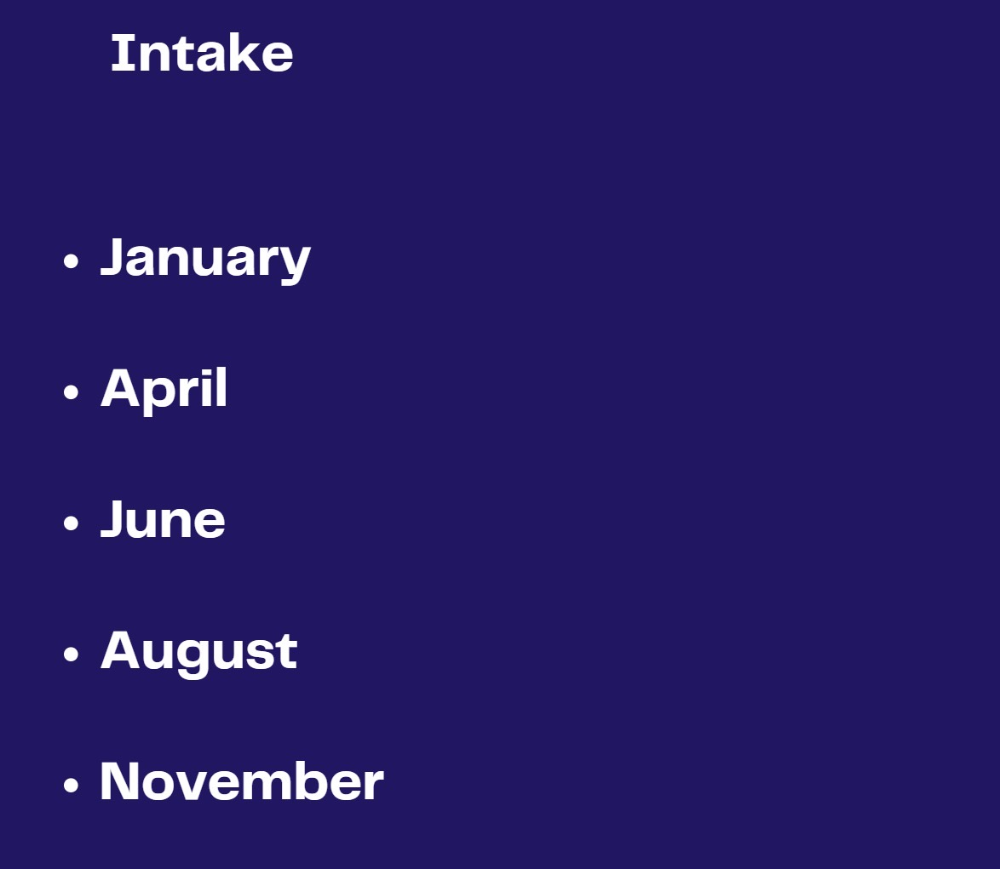 Intake
• January
• April
• June
• August
• November